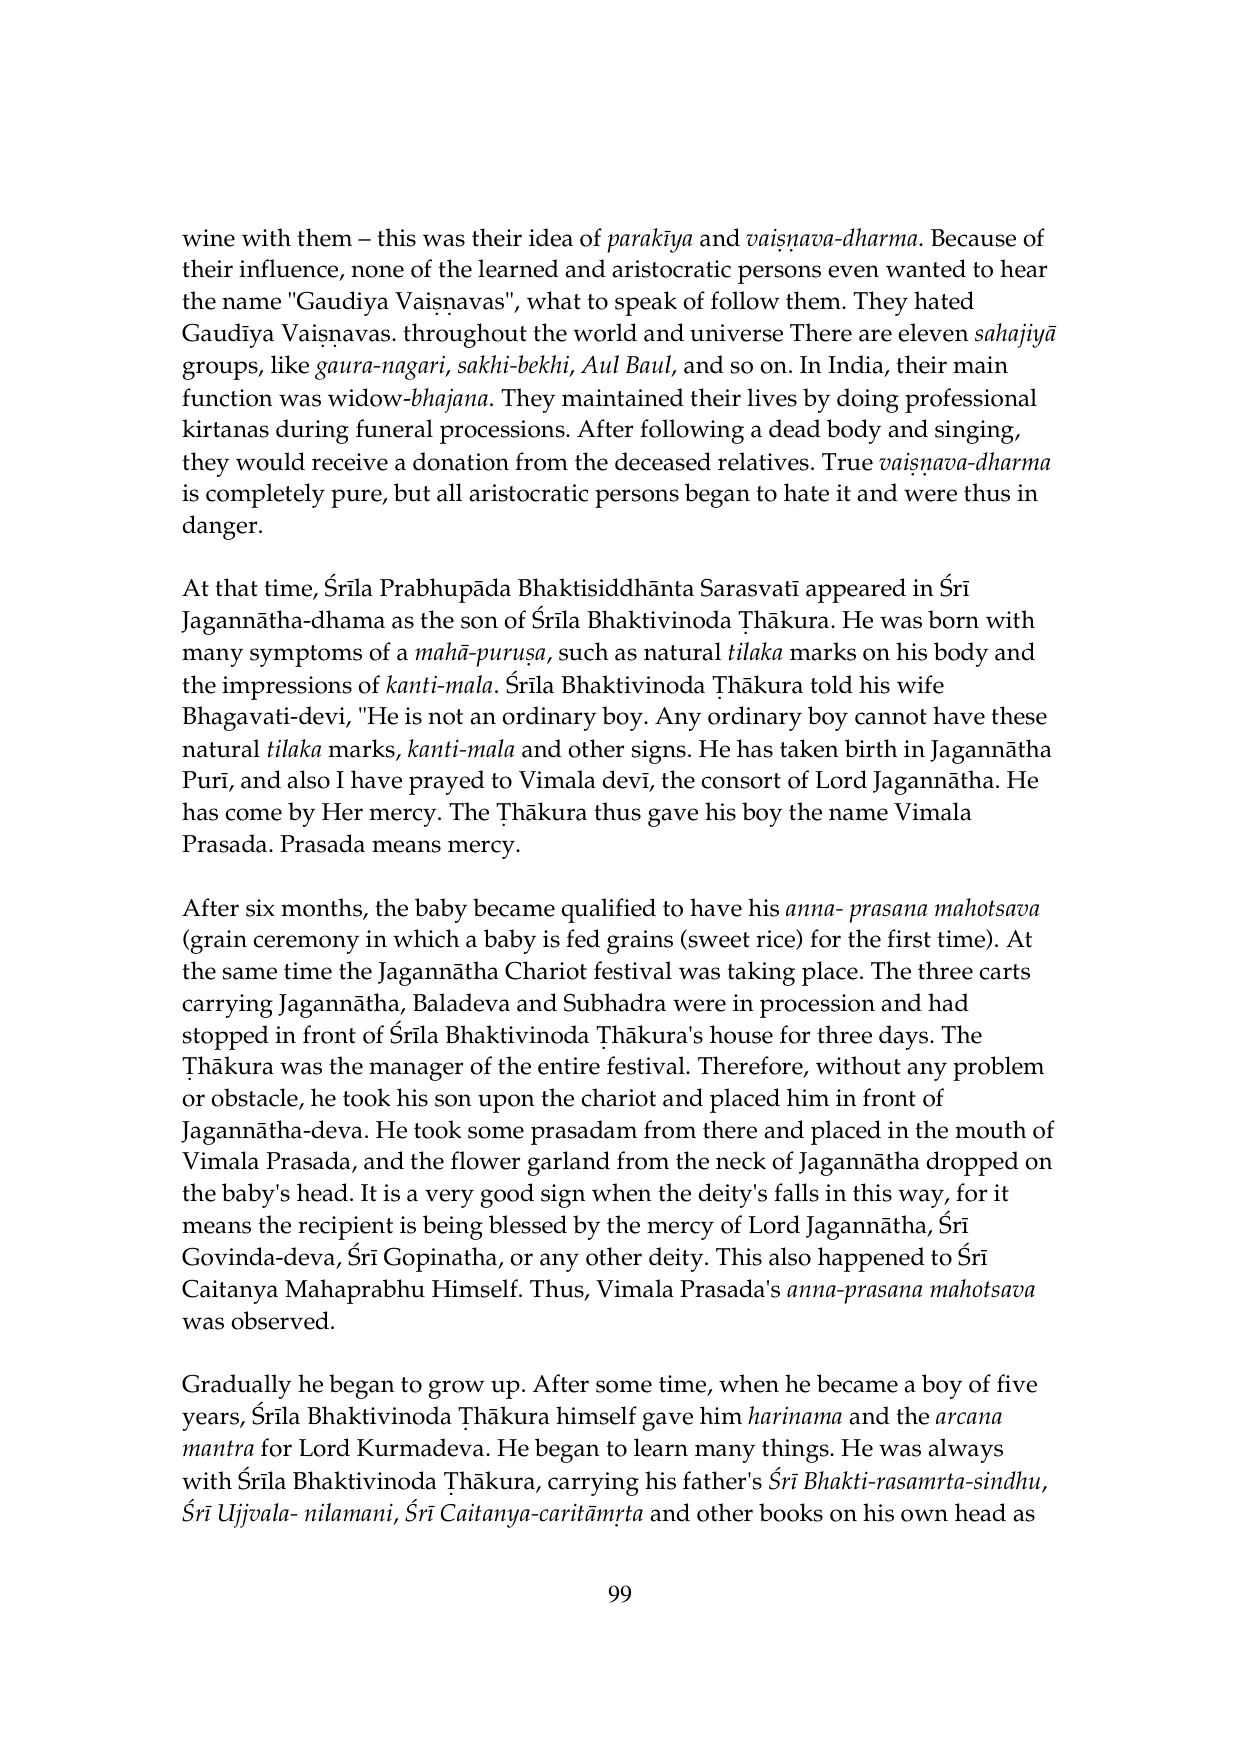 wine with them – this was their idea of parakīya and vaiṣṇava-dharma. Because of
their influence, none of the learned and aristocratic persons even wanted to hear
the name "Gaudiya Vaiṣṇavas", what to speak of follow them. They hated
Gaudīya Vaiṣṇavas. throughout the world and universe There are eleven sahajiyā
groups, like gaura-nagari, sakhi-bekhi, Aul Baul, and so on. In India, their main
function was widow-bhajana. They maintained their lives by doing professional
kirtanas during funeral processions. After following a dead body and singing,
they would receive a donation from the deceased relatives. True vaiṣṇava-dharma
is completely pure, but all aristocratic persons began to hate it and were thus in
danger.

At that time, Śrīla Prabhupāda Bhaktisiddhānta Sarasvatī appeared in Śrī
Jagannātha-dhama as the son of Śrīla Bhaktivinoda Ṭhākura. He was born with
many symptoms of a mahā-puruṣa, such as natural tilaka marks on his body and
the impressions of kanti-mala. Śrīla Bhaktivinoda Ṭhākura told his wife
Bhagavati-devi, "He is not an ordinary boy. Any ordinary boy cannot have these
natural tilaka marks, kanti-mala and other signs. He has taken birth in Jagannātha
Purī, and also I have prayed to Vimala devī, the consort of Lord Jagannātha. He
has come by Her mercy. The Ṭhākura thus gave his boy the name Vimala
Prasada. Prasada means mercy.

After six months, the baby became qualified to have his anna- prasana mahotsava
(grain ceremony in which a baby is fed grains (sweet rice) for the first time). At
the same time the Jagannātha Chariot festival was taking place. The three carts
carrying Jagannātha, Baladeva and Subhadra were in procession and had
stopped in front of Śrīla Bhaktivinoda Ṭhākura's house for three days. The
Ṭhākura was the manager of the entire festival. Therefore, without any problem
or obstacle, he took his son upon the chariot and placed him in front of
Jagannātha-deva. He took some prasadam from there and placed in the mouth of
Vimala Prasada, and the flower garland from the neck of Jagannātha dropped on
the baby's head. It is a very good sign when the deity's falls in this way, for it
means the recipient is being blessed by the mercy of Lord Jagannātha, Śrī
Govinda-deva, Śrī Gopinatha, or any other deity. This also happened to Śrī
Caitanya Mahaprabhu Himself. Thus, Vimala Prasada's anna-prasana mahotsava
was observed.

Gradually he began to grow up. After some time, when he became a boy of five
years, Śrīla Bhaktivinoda Ṭhākura himself gave him harinama and the arcana
mantra for Lord Kurmadeva. He began to learn many things. He was always
with Śrīla Bhaktivinoda Ṭhākura, carrying his father's Śrī Bhakti-rasamrta-sindhu,
Śrī Ujjvala- nilamani, Śrī Caitanya-caritāmṛta and other books on his own head as

99